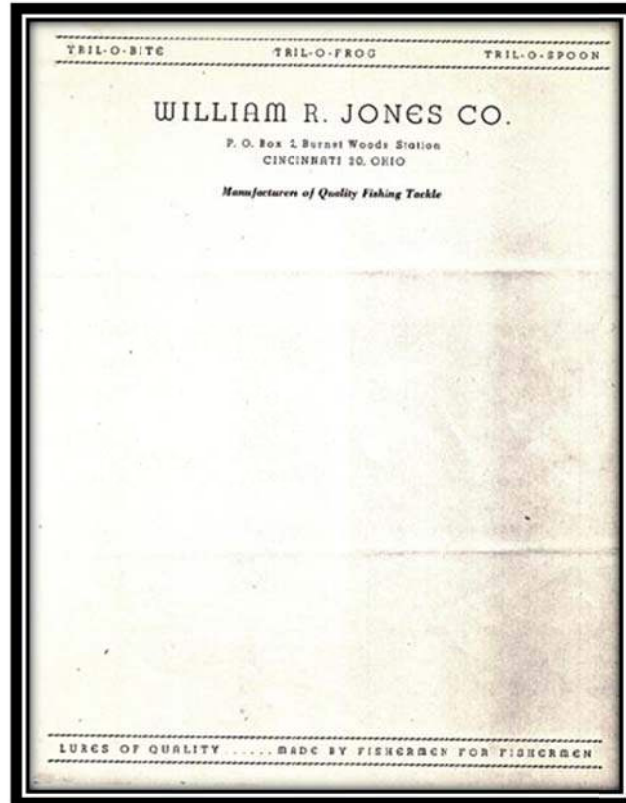 TRIL-O-BITE TRIL-O-FROG TRIL-O-SPOON
WILLIAM R. JONES CO.
P. O. Box 2, Burnet Woods Station
CINCINNATI 20, OHIO
Manufacturers of Quality Fishing Tackle
LURES OF QUALITY ...... MADE BY FISHERMEN FOR FISHERMEN